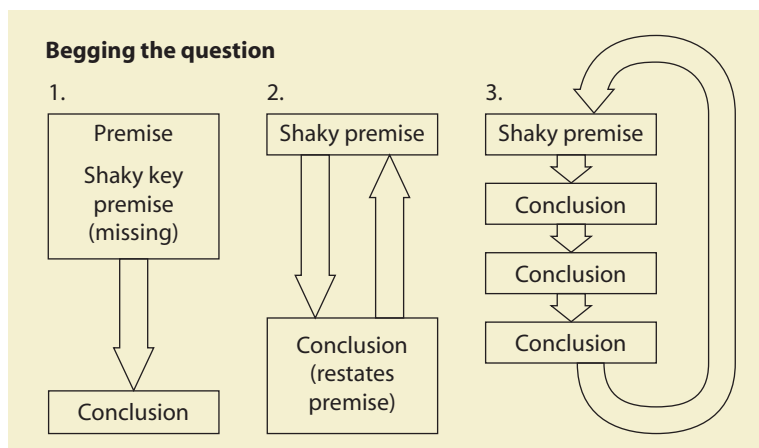 Begging the question
1.
Premise
Shaky key
premise
(missing)
Conclusion
2.
Shaky premise
Conclusion
(restates
premise)
3.
Shaky premise
Conclusion
Conclusion
Conclusion